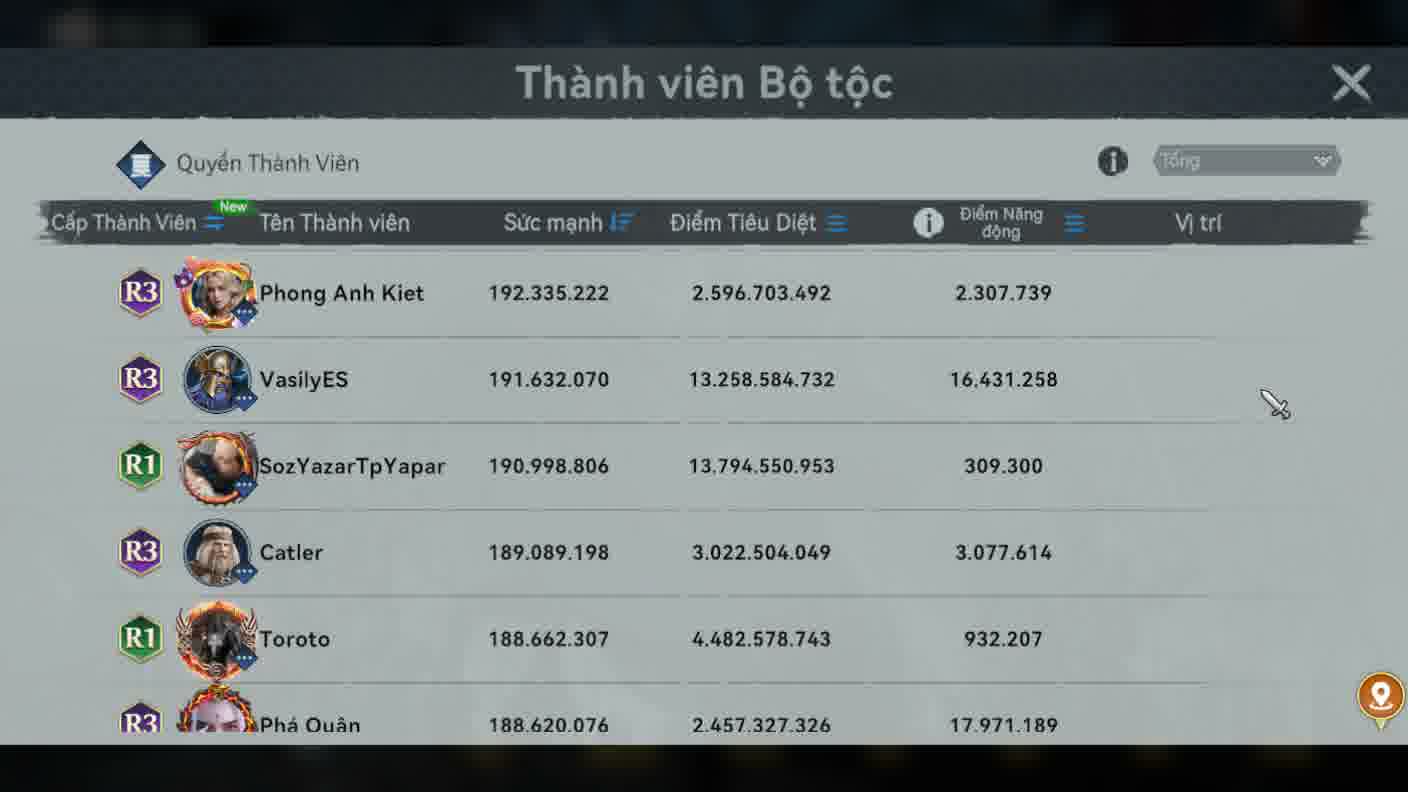 Thành viên Bộ tộc
Quyển Thành Viên
Tổng
Cấp Thành Viên New Tên Thành viên Sức mạnh Điểm Tiêu Diệt Điểm Năng động Vị trí
R3 Phong Anh Kiet 192.335.222 2.596.703.492 2.307.739
R3 VasilyES 191.632.070 13.258.584.732 16.431.258
R1 SozYazarTpYapar 190.998.806 13.794.550.953 309.300
R3 Catler 189.089.198 3.022.504.049 3.077.614
R1 Toroto 188.662.307 4.482.578.743 932.207
R3 Phá Quân 188.620.076 2.457.327.326 17.971.189